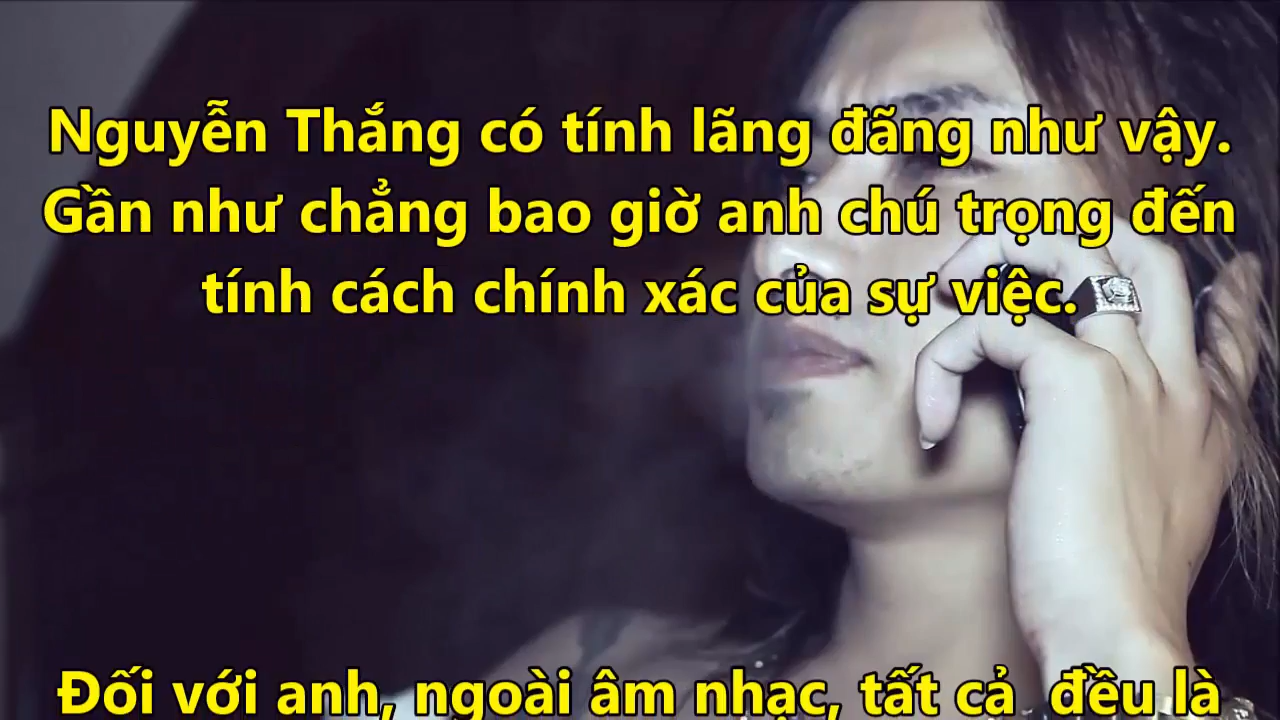 Nguyễn Thắng có tính lãng đãng như vậy.
Gần như chẳng bao giờ anh chú trọng đến
tính cách chính xác của sự việc.
Đối với anh, ngoài âm nhạc, tất cả đều là